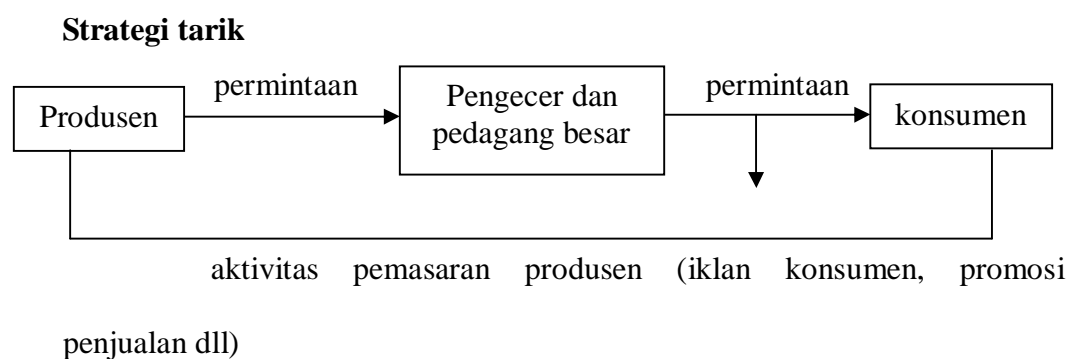 Strategi tarik
permintaan
permintaan
Produsen
Pengecer dan
pedagang besar
konsumen
aktivitas pemasaran produsen (iklan konsumen, promosi
penjualan dll)